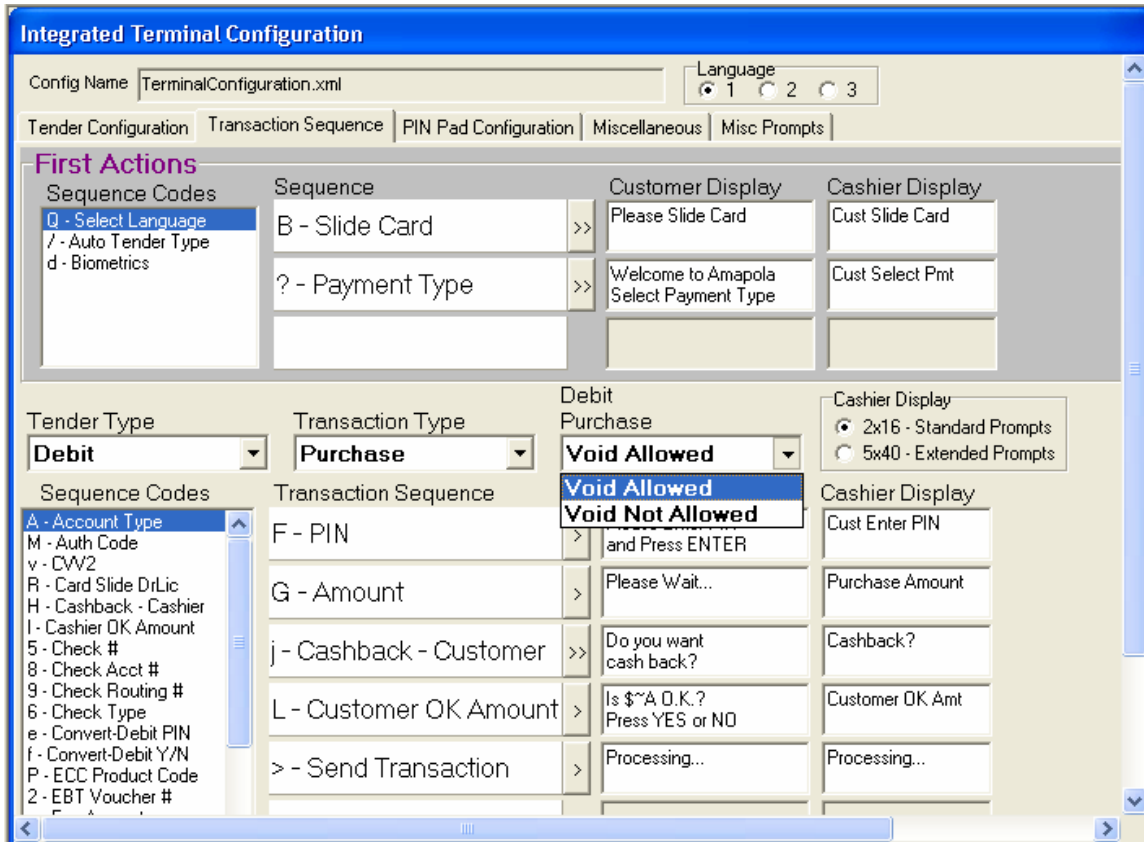 Integrated Terminal Configuration
Config Name TerminalConfiguration.xml
Language
1 2 3
Tender Configuration Transaction Sequence PIN Pad Configuration Miscellaneous Misc Prompts
First Actions
Sequence Codes
Q - Select Language
/ - Auto Tender Type
d - Biometrics
Sequence
B - Slide Card >>
? - Payment Type >>
Customer Display
Please Slide Card
Welcome to Amapola
Select Payment Type
Cashier Display
Cust Slide Card
Cust Select Pmt
Tender Type
Debit
Transaction Type
Purchase
Debit
Purchase
Void Allowed
Void Allowed
Void Not Allowed
Cashier Display
2x16 - Standard Prompts
5x40 - Extended Prompts
Sequence Codes
A - Account Type
M - Auth Code
v - CVV2
R - Card Slide DrLic
H - Cashback - Cashier
I - Cashier OK Amount
5 - Check #
8 - Check Acct #
9 - Check Routing #
6 - Check Type
e - Convert-Debit PIN
f - Convert-Debit Y/N
P - ECC Product Code
2 - EBT Voucher #
Transaction Sequence
F - PIN >
G - Amount >
j - Cashback - Customer >>
L - Customer OK Amount >
> - Send Transaction >
and Press ENTER
Please Wait...
Do you want
cash back?
Is $~A O.K.?
Press YES or NO
Processing...
Cashier Display
Cust Enter PIN
Purchase Amount
Cashback?
Customer OK Amt
Processing...